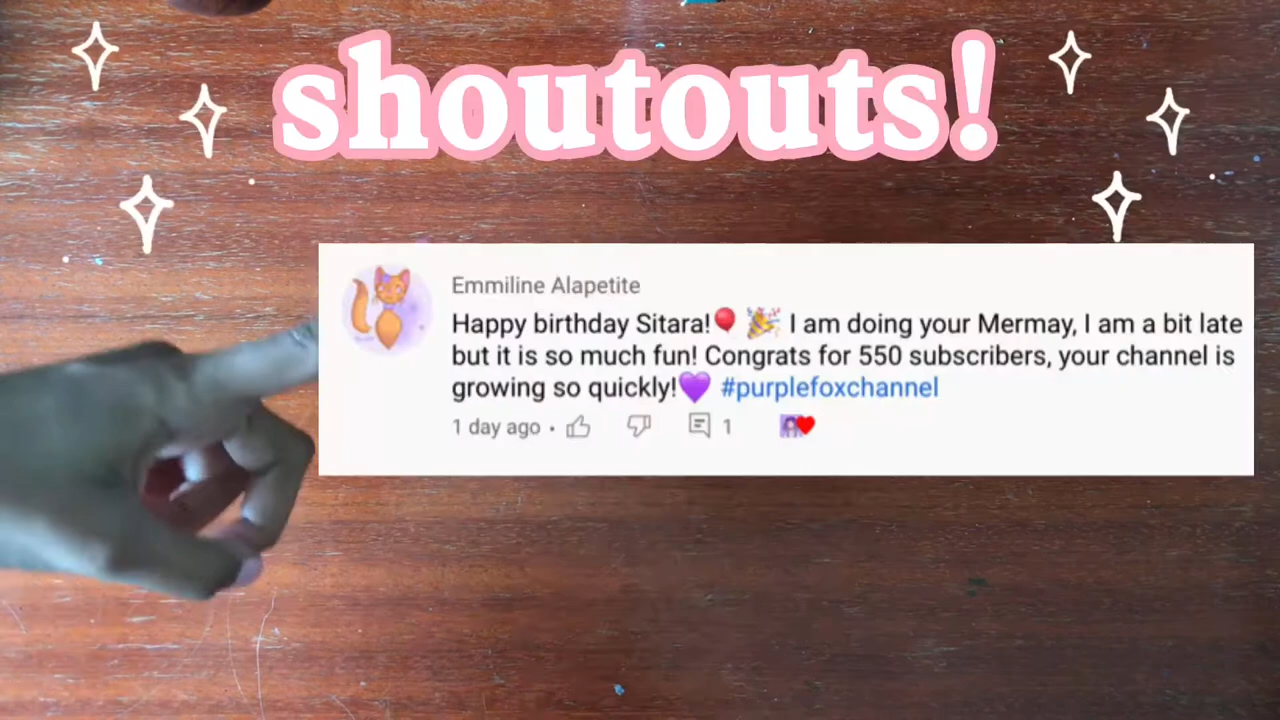 shoutouts!
Emmiline Alapetite
Happy birthday Sitara!🎈 🎉 I am doing your Mermay, I am a bit late
but it is so much fun! Congrats for 550 subscribers, your channel is
growing so quickly!💜 #purplefoxchannel
1 day ago • 1